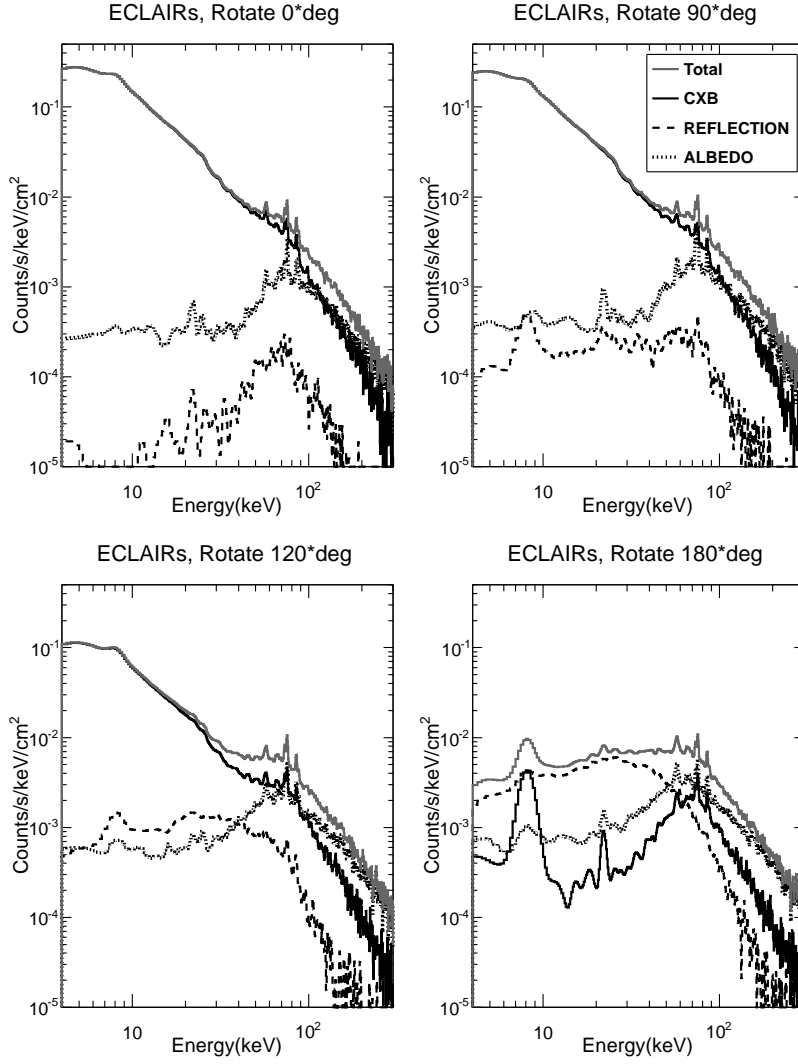 ECLAIRs, Rotate 0*deg
Counts/s/keV/cm2
10-1
10-2
10-3
10-4
10-5
10
102
Energy(keV)
ECLAIRs, Rotate 90*deg
Total
CXB
REFLECTION
ALBEDO
Counts/s/keV/cm2
10-1
10-2
10-3
10-4
10-5
10
102
Energy(keV)
ECLAIRs, Rotate 120*deg
Counts/s/keV/cm2
10-1
10-2
10-3
10-4
10-5
10
102
Energy(keV)
ECLAIRs, Rotate 180*deg
Counts/s/keV/cm2
10-1
10-2
10-3
10-4
10-5
10
102
Energy(keV)